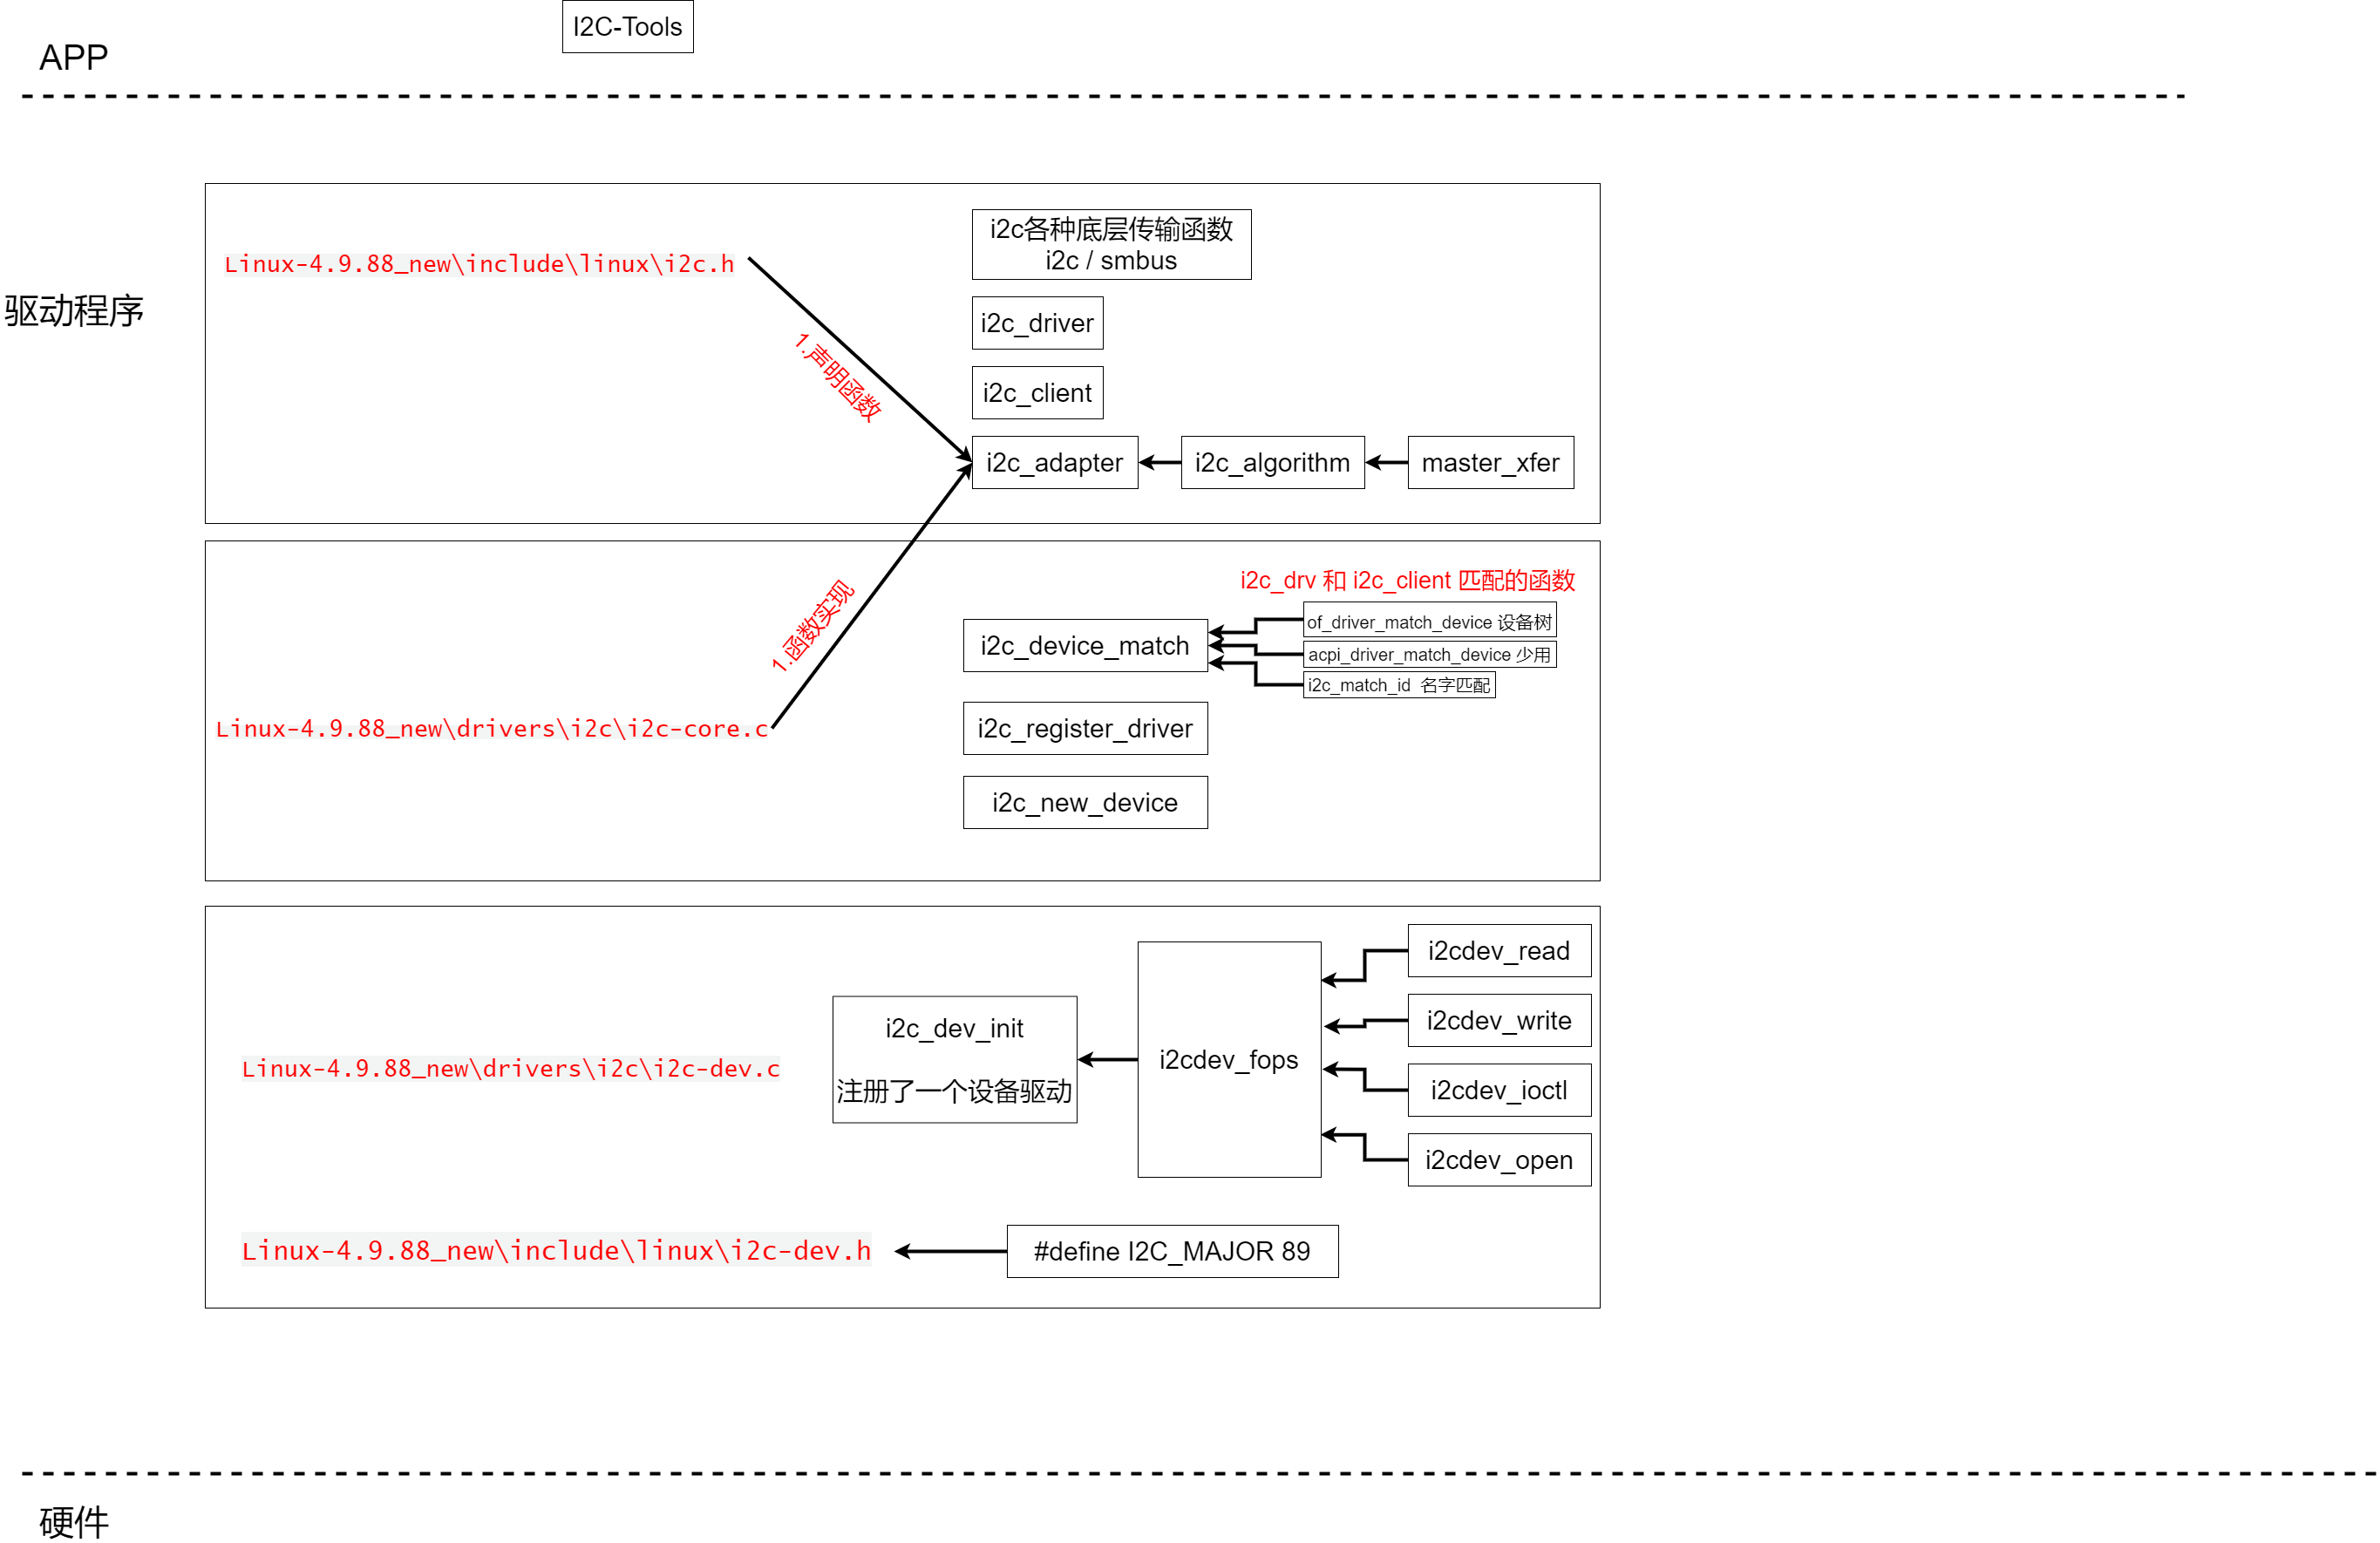 I2C-Tools
APP
驱动程序
Linux-4.9.88_new\include\linux\i2c.h
i2c各种底层传输函数
i2c / smbus
i2c_driver
1.声明函数
i2c_client
i2c_adapter
i2c_algorithm
master_xfer
1.函数实现
Linux-4.9.88_new\drivers\i2c\i2c-core.c
i2c_drv 和 i2c_client 匹配的函数
i2c_device_match
of_driver_match_device 设备树
acpi_driver_match_device 少用
i2c_match_id 名字匹配
i2c_register_driver
i2c_new_device
Linux-4.9.88_new\drivers\i2c\i2c-dev.c
i2c_dev_init
注册了一个设备驱动
i2cdev_fops
i2cdev_read
i2cdev_write
i2cdev_ioctl
i2cdev_open
Linux-4.9.88_new\include\linux\i2c-dev.h
#define I2C_MAJOR 89
硬件